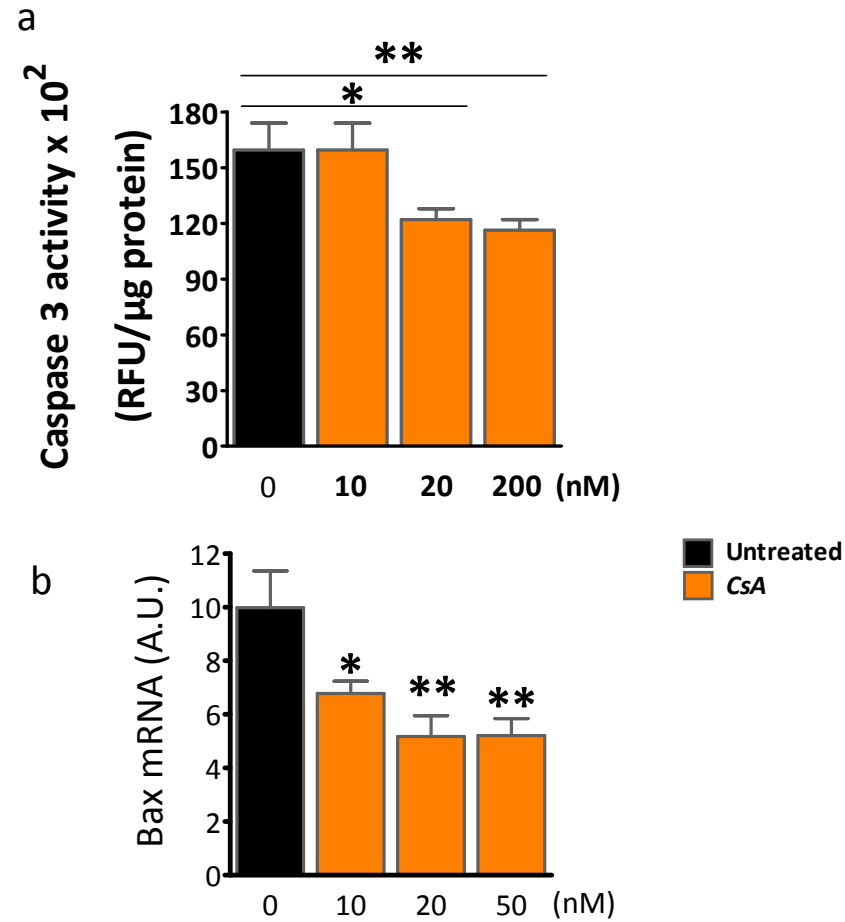 a
**
*
Caspase 3 activity x 10²
(RFU/µg protein)
180
150
120
90
60
30
0
0 10 20 200 (nM)
b
Bax mRNA (A.U.)
12
10
8
6
4
2
0
*
**
**
0 10 20 50 (nM)
Untreated
CsA